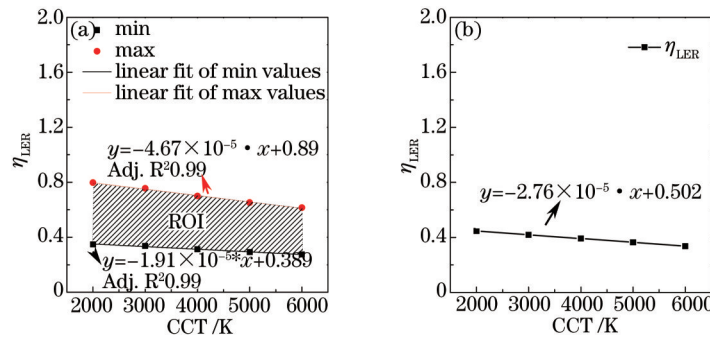 (a)
min
max
linear fit of min values
linear fit of max values
y=−4.67×10⁻⁵ · x+0.89
Adj. R²0.99
ROI
y=−1.91×10⁻⁵*x+0.389
Adj. R²0.99
η_LER
2.0
1.6
1.2
0.8
0.4
0
2000 3000 4000 5000 6000
CCT /K
(b)
η_LER
y=−2.76×10⁻⁵ · x+0.502
η_LER
2.0
1.6
1.2
0.8
0.4
0
2000 3000 4000 5000 6000
CCT /K